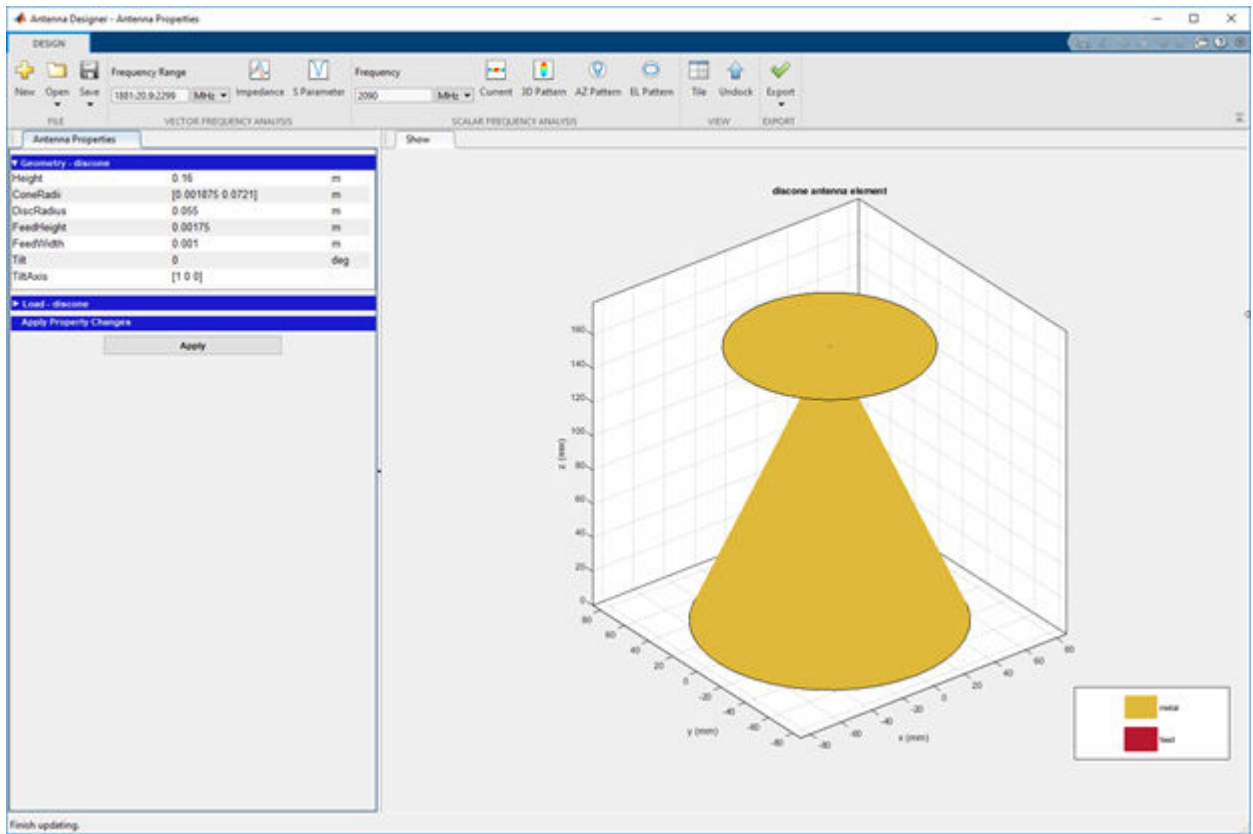 Antenna Designer - Antenna Properties
DESIGN
New Open Save
Frequency Range
1881:20.9:2299 MHz
Impedance S Parameter
Frequency
2090 MHz
Current 3D Pattern AZ Pattern EL Pattern
Tile Undock
Export
FILE VECTOR FREQUENCY ANALYSIS SCALAR FREQUENCY ANALYSIS VIEW EXPORT
Antenna Properties
Show
Geometry - discone
Height 0.16 m
ConeRadii [0.001875 0.0721] m
DiscRadius 0.055 m
FeedHeight 0.00175 m
FeedWidth 0.001 m
Tilt 0 deg
TiltAxis [1 0 0]
Load - discone
Apply Property Changes
Apply
discone antenna element
160
140
120
100
80
60
40
20
0
z (mm)
80 60 40 20 0 -20 -40 -60 -80
y (mm)
-80 -60 -40 -20 0 20 40 60 80
x (mm)
metal
feed
Finish updating.